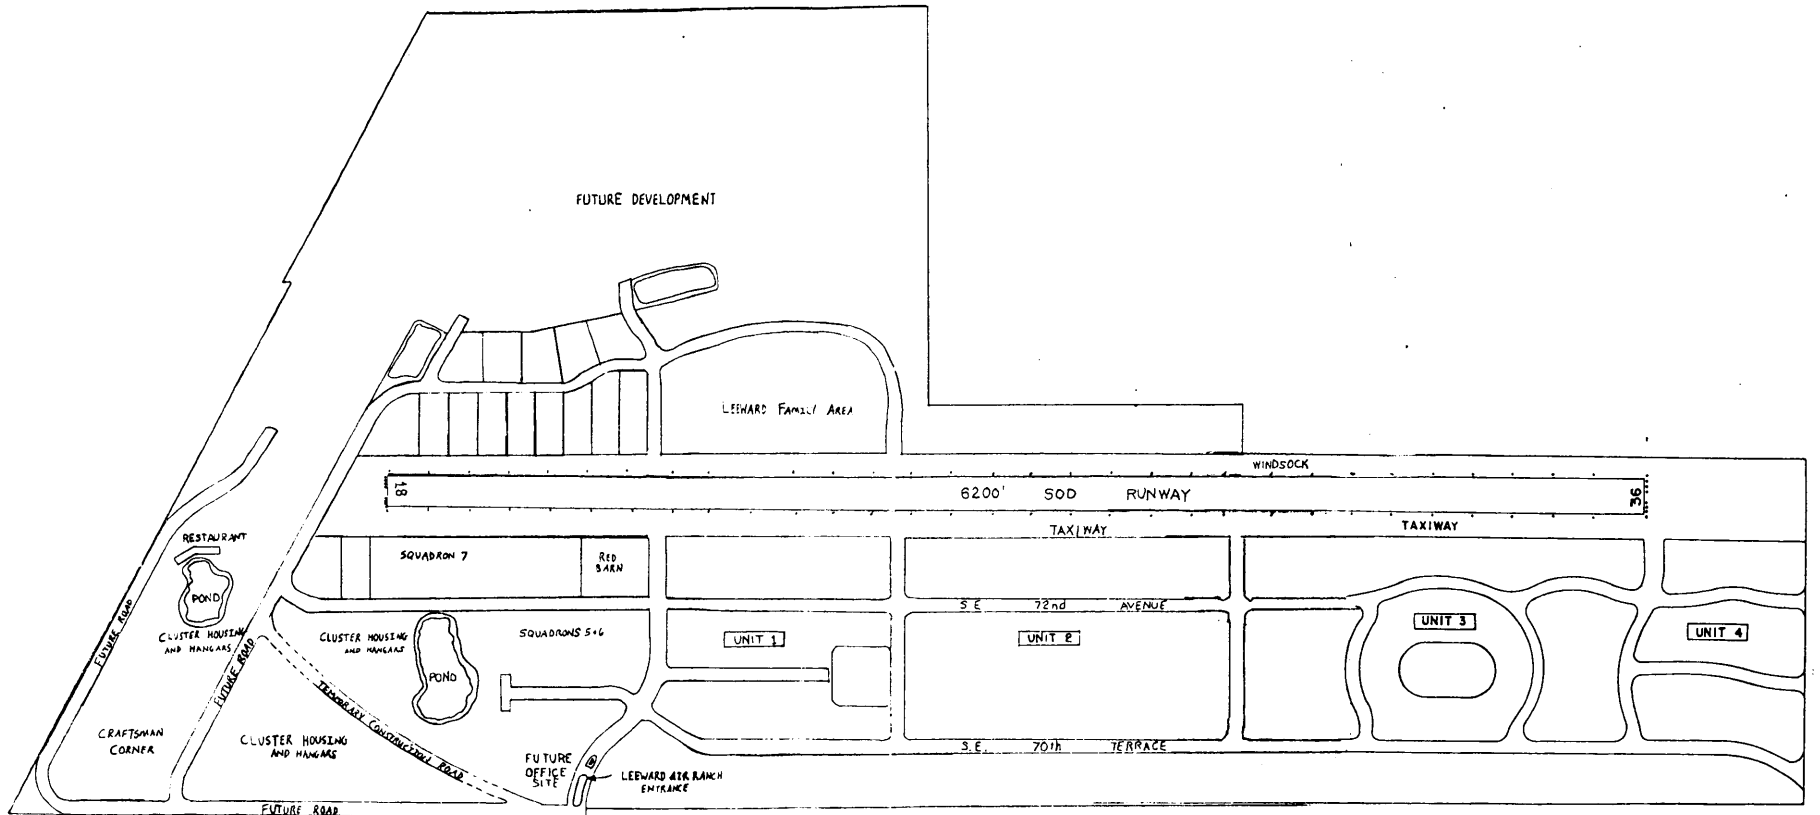 FUTURE DEVELOPMENT
LEEWARD FAMILY AREA
WINDSOCK
18
6200' SOD RUNWAY
36
TAXIWAY
TAXIWAY
RESTAURANT
POND
SQUADRON 7
RED
BARN
S E 72nd AVENUE
FUTURE ROAD
CLUSTER HOUSING
AND HANGARS
FUTURE ROAD
CLUSTER HOUSING
AND HANGARS
POND
SQUADRONS 5+6
UNIT 1
UNIT 2
UNIT 3
UNIT 4
TEMPORARY CONSTRUCTION ROAD
CRAFTSMAN
CORNER
CLUSTER HOUSING
AND HANGARS
FUTURE
OFFICE
SITE
LEEWARD AIR RANCH
ENTRANCE
S.E. 70th TERRACE
FUTURE ROAD